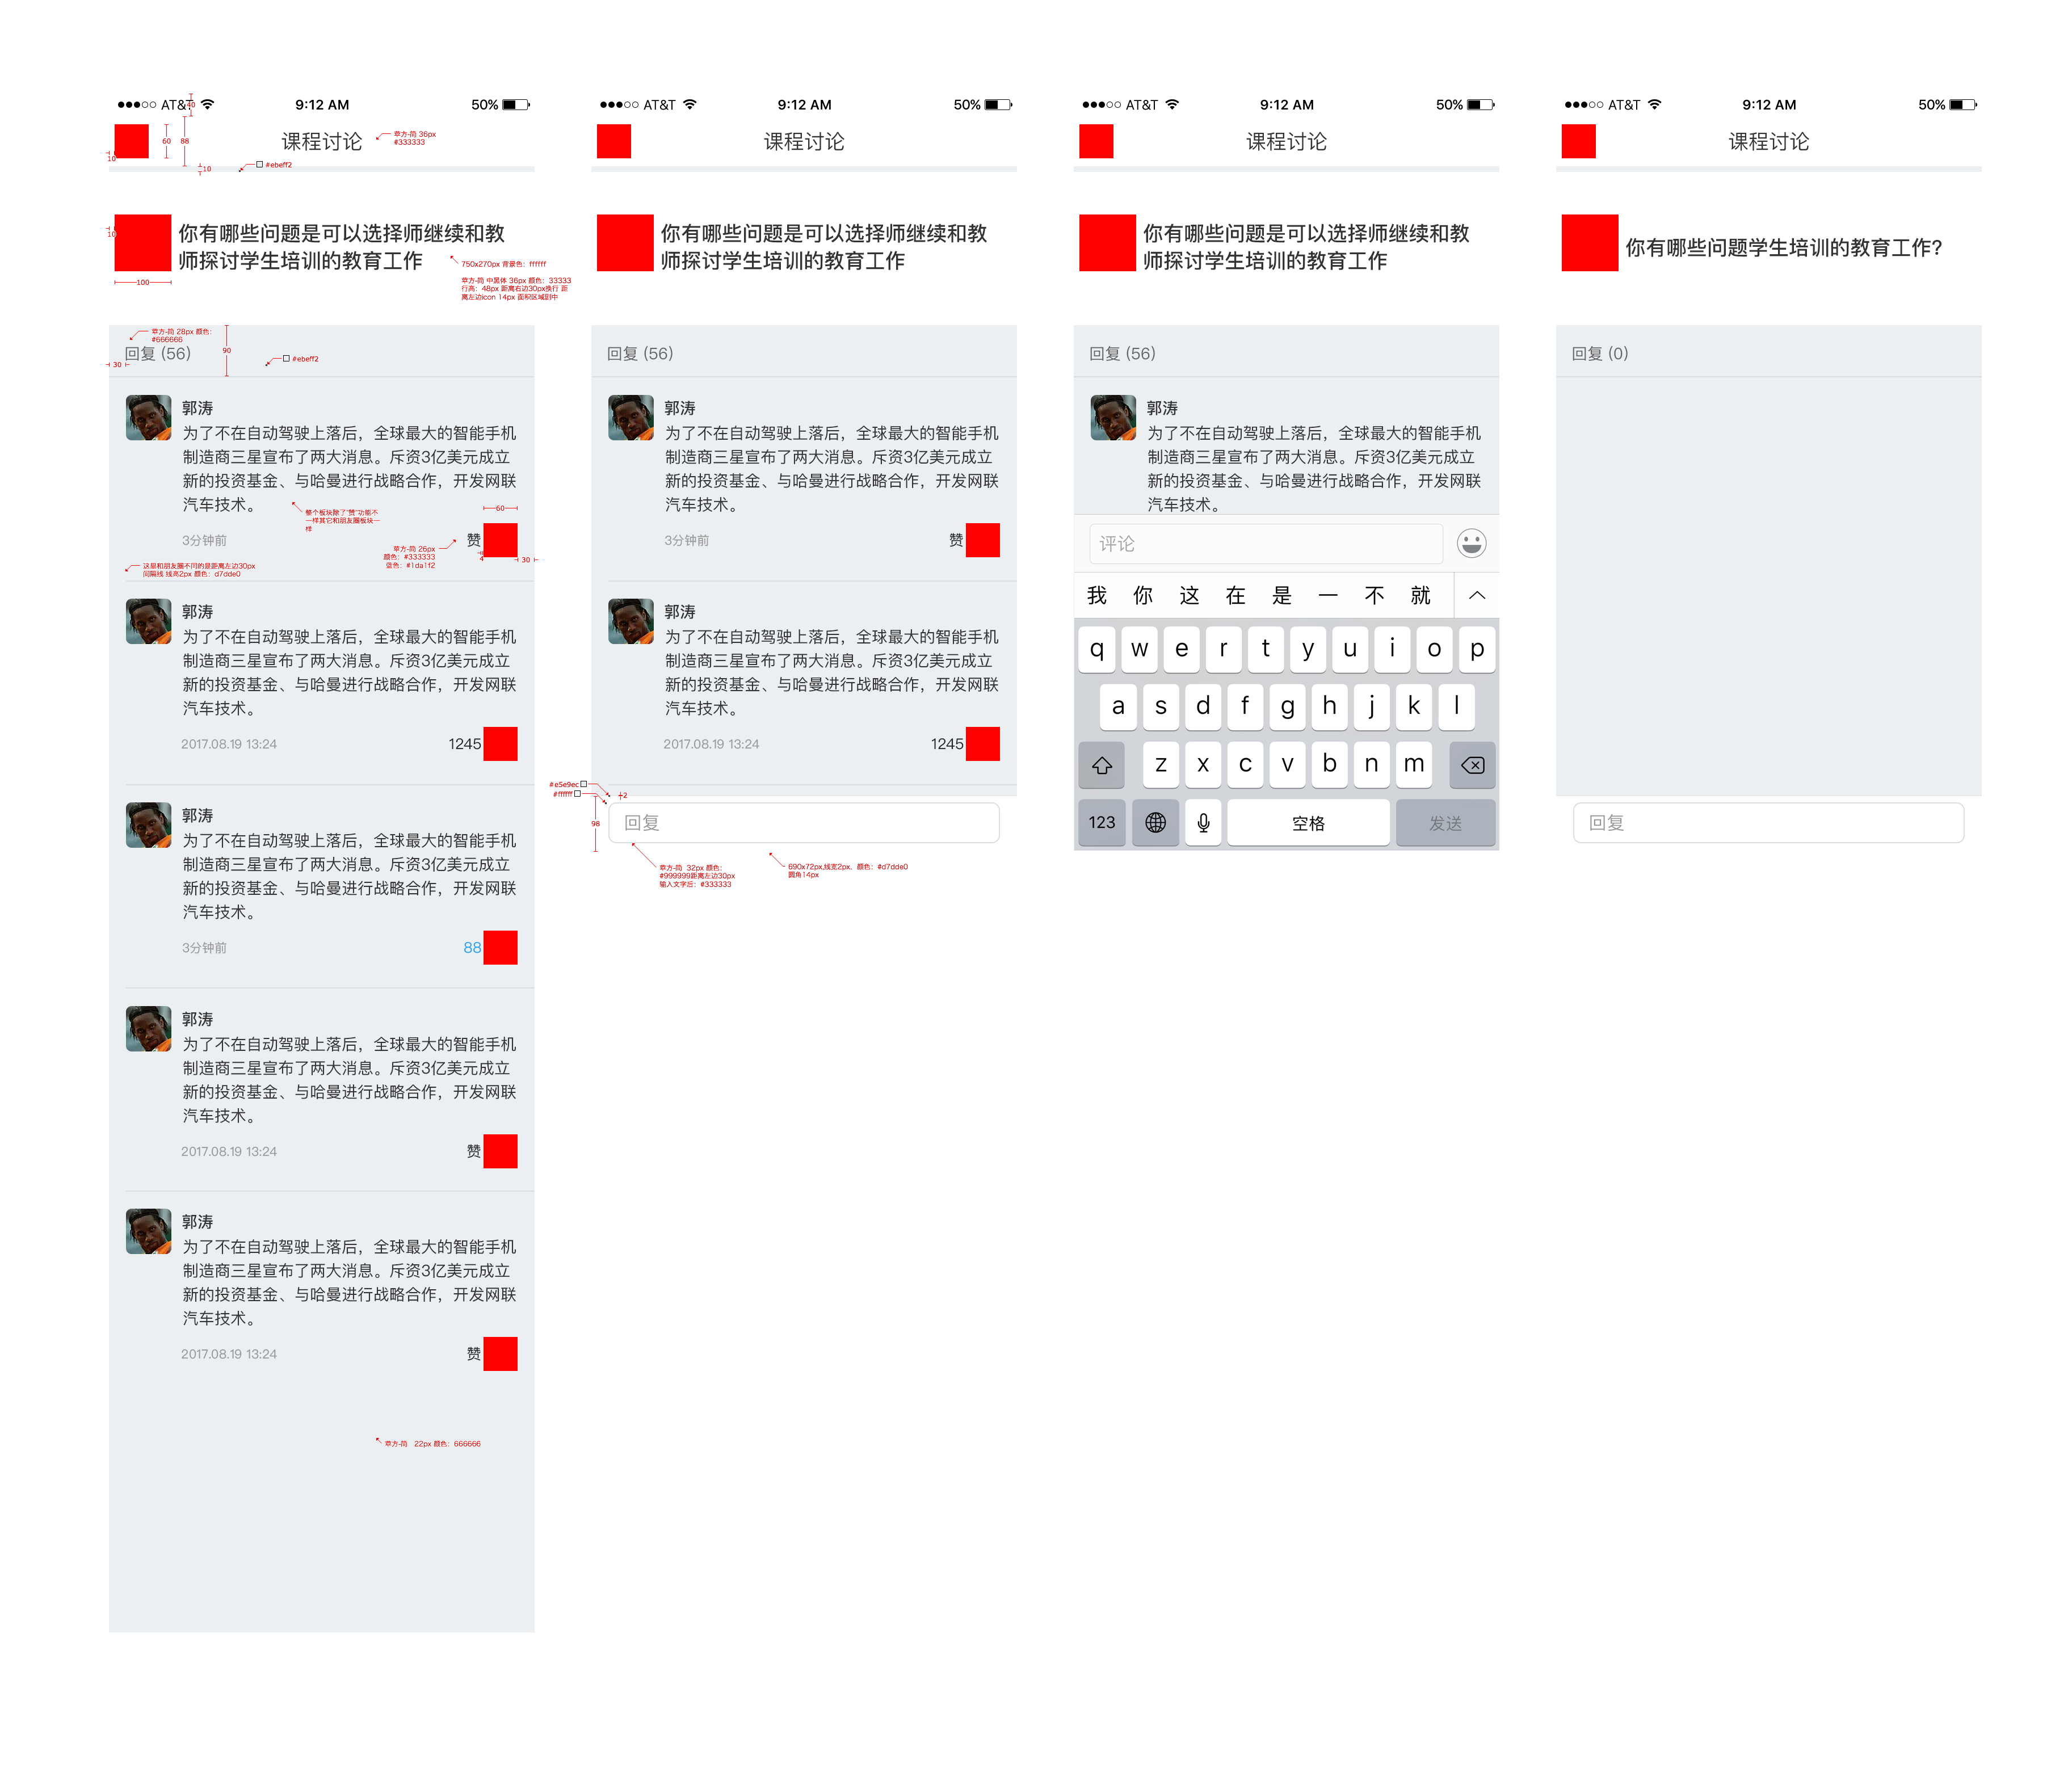 AT&T 9:12 AM 50%
40
60
88
10
课程讨论
苹方-简 36px
#333333
10
#ebeff2
10
你有哪些问题是可以选择师继续和教
师探讨学生培训的教育工作
100
750x270px 背景色：ffffff
苹方-简 中黑体 36px 颜色：33333
行高：48px 距离右边30px换行 距
离左边icon 14px 面积区域剧中
苹方-简 28px 颜色：
#666666
回复 (56)
30
90
#ebeff2
郭涛
为了不在自动驾驶上落后，全球最大的智能手机
制造商三星宣布了两大消息。斥资3亿美元成立
新的投资基金、与哈曼进行战略合作，开发网联
汽车技术。
整个板块除了“赞”功能不
一样其它和朋友圈板块一
样
60
3分钟前
赞
苹方-简 26px
颜色：#333333
蓝色：#1da1f2
4
30
这里和朋友圈不同的是距离左边30px
间隔线 线高2px 颜色：d7dde0
郭涛
为了不在自动驾驶上落后，全球最大的智能手机
制造商三星宣布了两大消息。斥资3亿美元成立
新的投资基金、与哈曼进行战略合作，开发网联
汽车技术。
2017.08.19 13:24
1245
郭涛
为了不在自动驾驶上落后，全球最大的智能手机
制造商三星宣布了两大消息。斥资3亿美元成立
新的投资基金、与哈曼进行战略合作，开发网联
汽车技术。
3分钟前
88
郭涛
为了不在自动驾驶上落后，全球最大的智能手机
制造商三星宣布了两大消息。斥资3亿美元成立
新的投资基金、与哈曼进行战略合作，开发网联
汽车技术。
2017.08.19 13:24
赞
郭涛
为了不在自动驾驶上落后，全球最大的智能手机
制造商三星宣布了两大消息。斥资3亿美元成立
新的投资基金、与哈曼进行战略合作，开发网联
汽车技术。
2017.08.19 13:24
赞
苹方-简 22px 颜色：666666
AT&T 9:12 AM 50%
课程讨论
你有哪些问题是可以选择师继续和教
师探讨学生培训的教育工作
回复 (56)
郭涛
为了不在自动驾驶上落后，全球最大的智能手机
制造商三星宣布了两大消息。斥资3亿美元成立
新的投资基金、与哈曼进行战略合作，开发网联
汽车技术。
3分钟前
赞
郭涛
为了不在自动驾驶上落后，全球最大的智能手机
制造商三星宣布了两大消息。斥资3亿美元成立
新的投资基金、与哈曼进行战略合作，开发网联
汽车技术。
2017.08.19 13:24
1245
#e5e9ec
#ffffff
2
98
回复
苹方-简 32px 颜色：
#999999距离左边30px
输入文字后：#333333
690x72px,线宽2px，颜色：#d7dde0
圆角14px
AT&T 9:12 AM 50%
课程讨论
你有哪些问题是可以选择师继续和教
师探讨学生培训的教育工作
回复 (56)
郭涛
为了不在自动驾驶上落后，全球最大的智能手机
制造商三星宣布了两大消息。斥资3亿美元成立
新的投资基金、与哈曼进行战略合作，开发网联
汽车技术。
评论
我 你 这 在 是 一 不 就
q w e r t y u i o p
a s d f g h j k l
z x c v b n m
123 空格 发送
AT&T 9:12 AM 50%
课程讨论
你有哪些问题学生培训的教育工作?
回复 (0)
回复